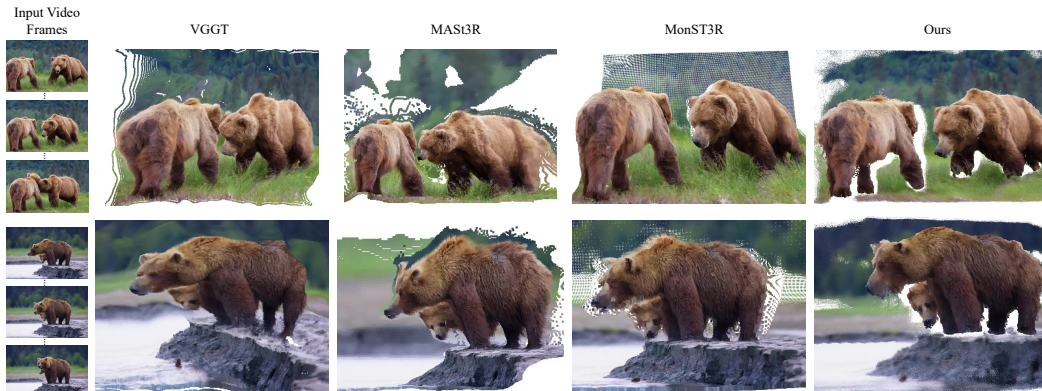 Input Video
Frames
VGGT
MASt3R
MonST3R
Ours